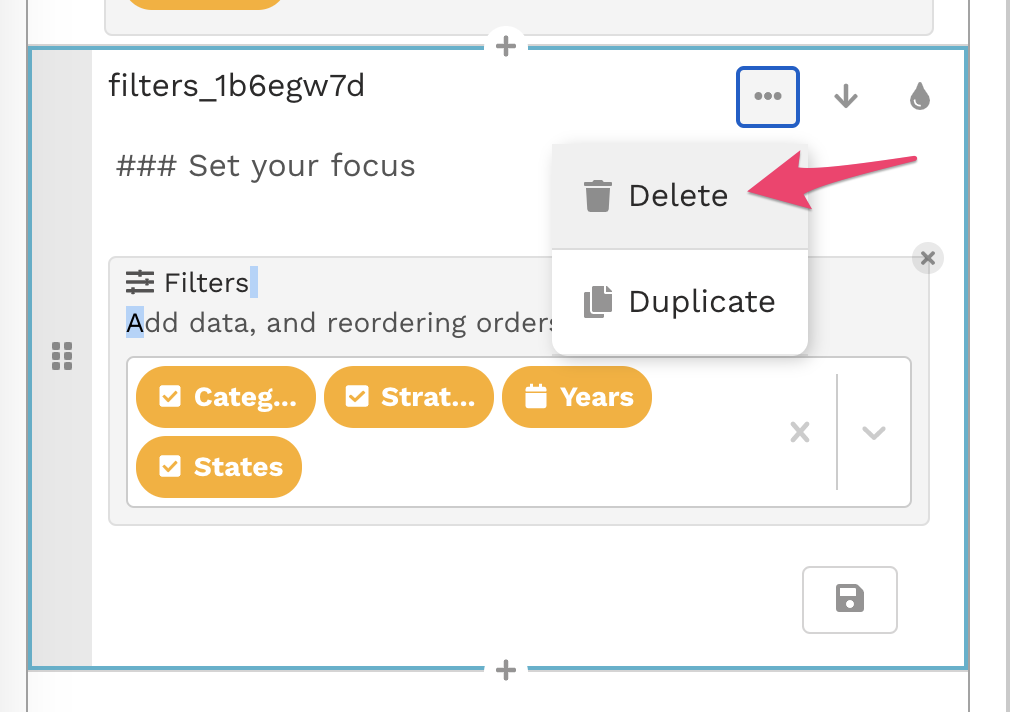 filters_1b6egw7d
### Set your focus
Delete
Filters
Duplicate
Add data, and reordering orders
Categ...
Strat...
Years
States